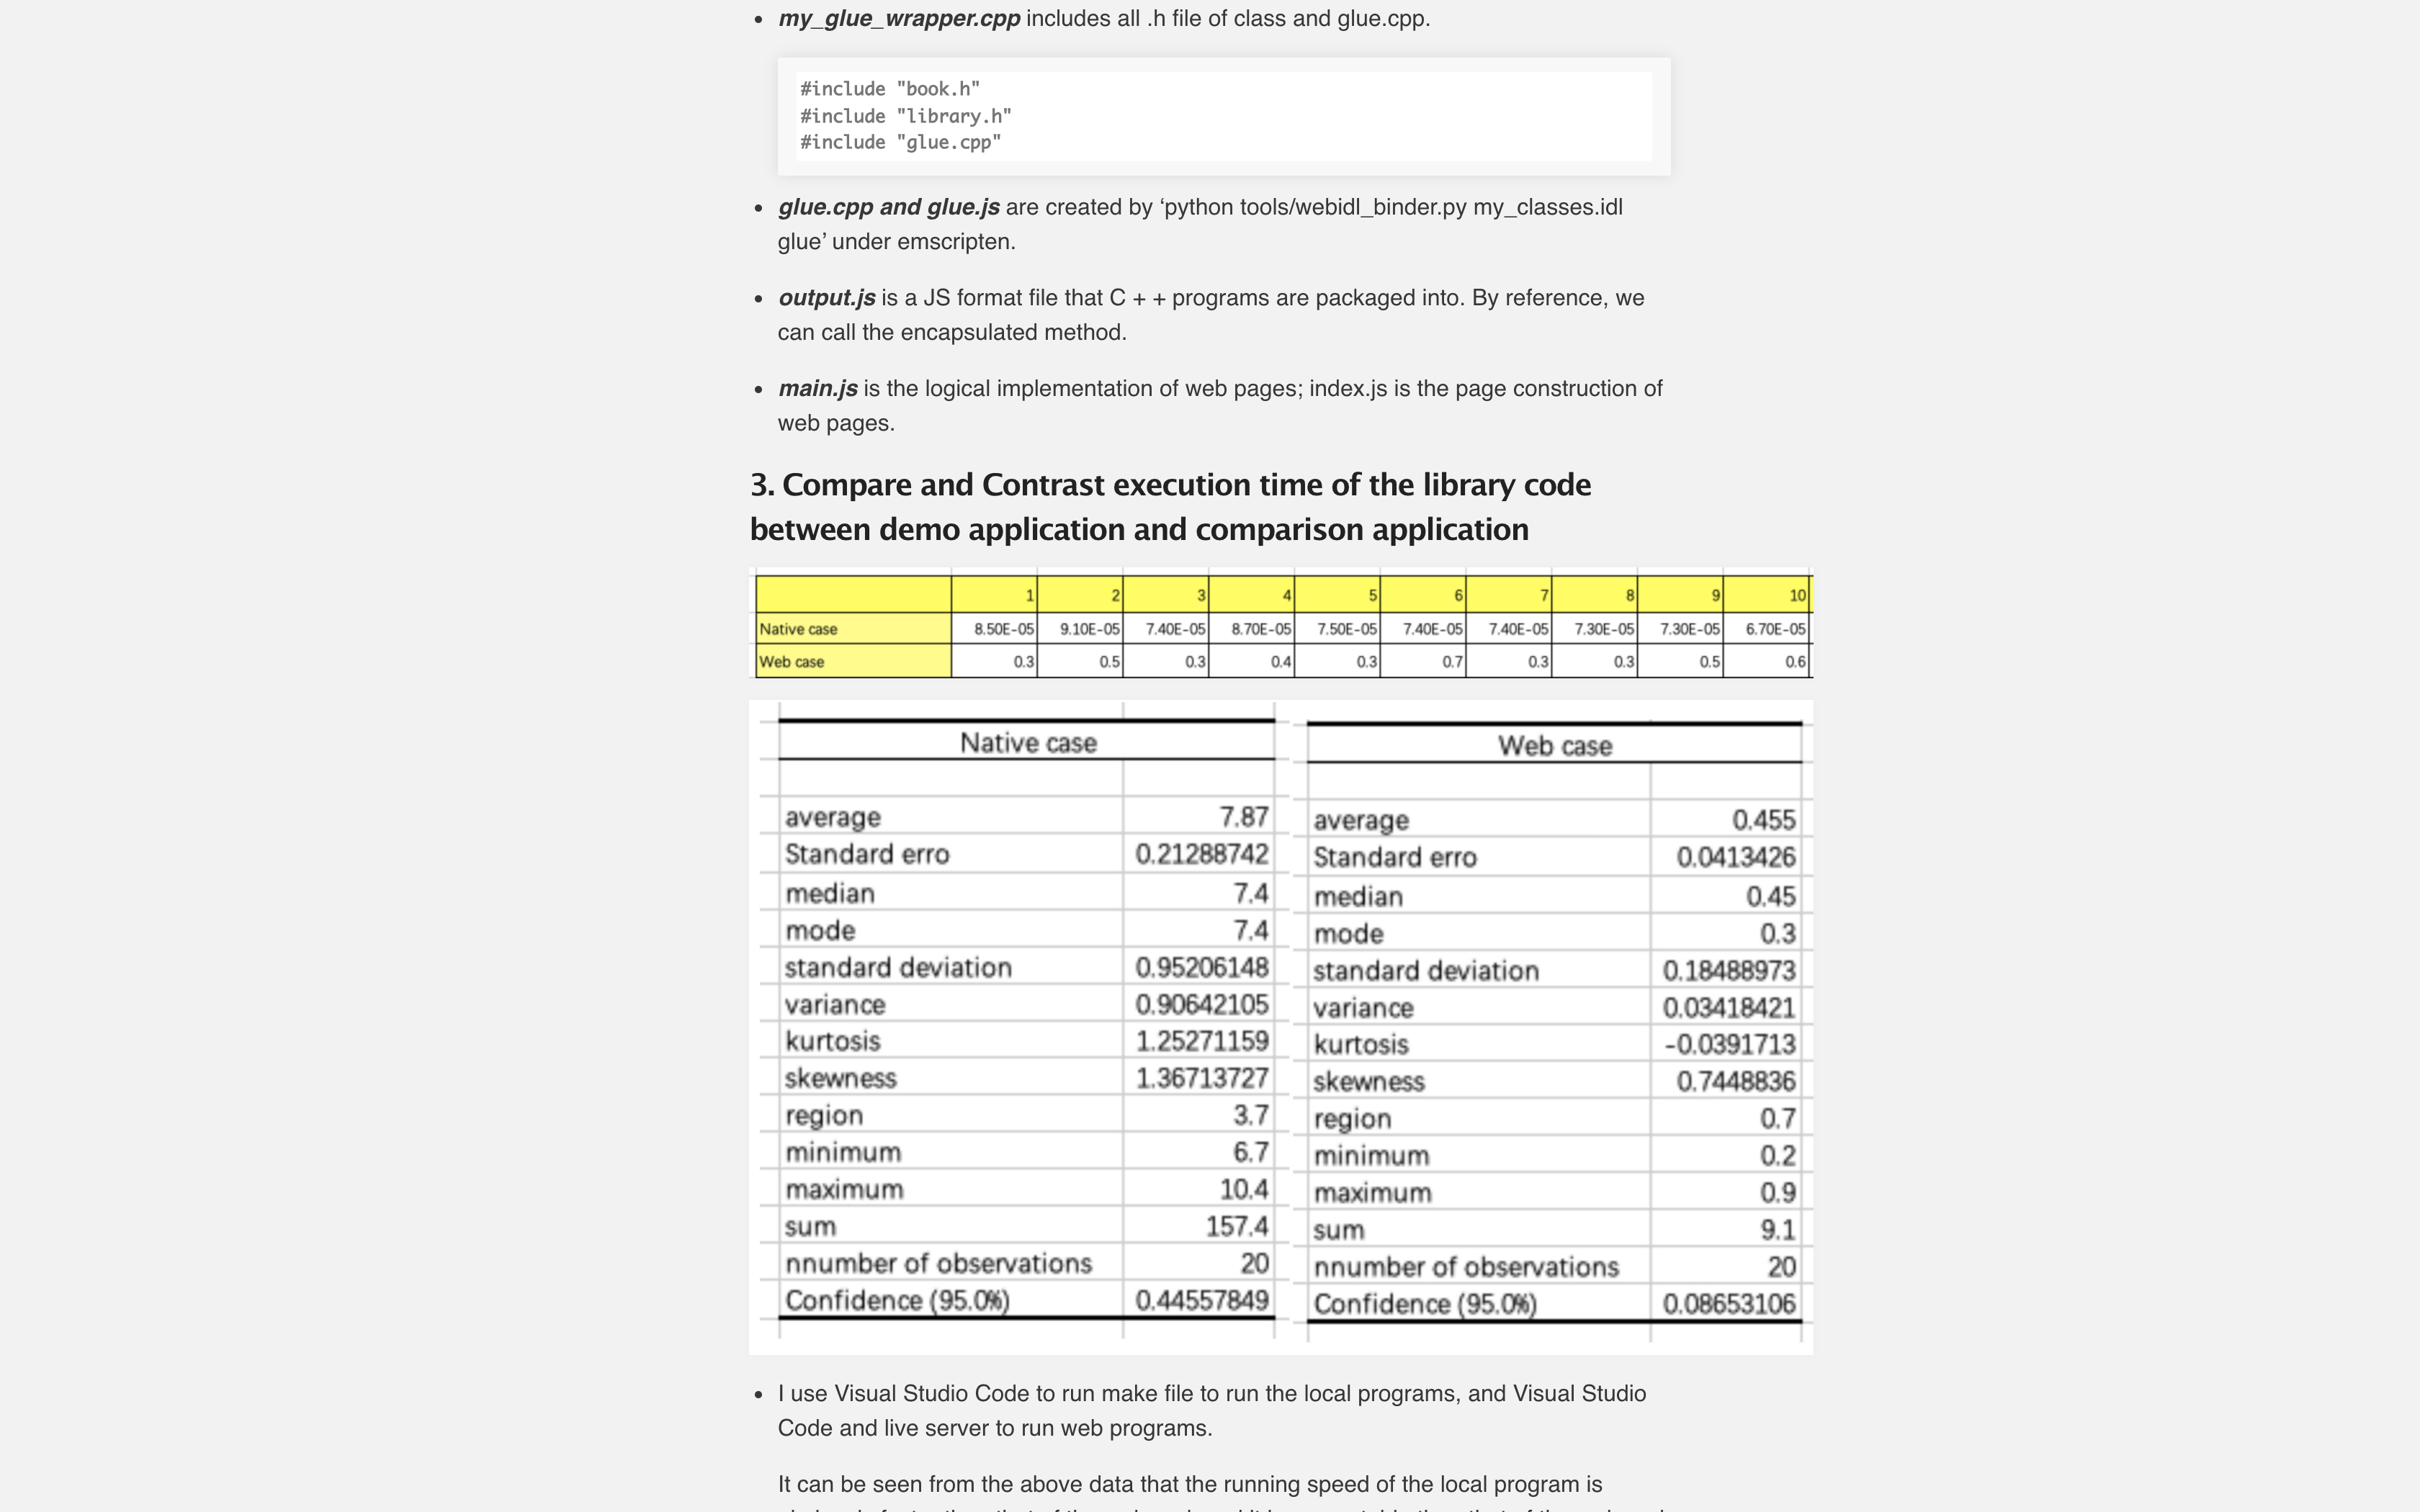 my_glue_wrapper.cpp includes all .h file of class and glue.cpp.
#include "book.h"
#include "library.h"
#include "glue.cpp"
glue.cpp and glue.js are created by ‘python tools/webidl_binder.py my_classes.idl
glue’ under emscripten.
output.js is a JS format file that C + + programs are packaged into. By reference, we
can call the encapsulated method.
main.js is the logical implementation of web pages; index.js is the page construction of
web pages.
3. Compare and Contrast execution time of the library code
between demo application and comparison application
1 2 3 4 5 6 7 8 9 10
Native case 8.50E-05 9.10E-05 7.40E-05 8.70E-05 7.50E-05 7.40E-05 7.40E-05 7.30E-05 7.30E-05 6.70E-05
Web case 0.3 0.5 0.3 0.4 0.3 0.7 0.3 0.3 0.5 0.6
Native case
average 7.87
Standard erro 0.21288742
median 7.4
mode 7.4
standard deviation 0.95206148
variance 0.90642105
kurtosis 1.25271159
skewness 1.36713727
region 3.7
minimum 6.7
maximum 10.4
sum 157.4
nnumber of observations 20
Confidence (95.0%) 0.44557849
Web case
average 0.455
Standard erro 0.0413426
median 0.45
mode 0.3
standard deviation 0.18488973
variance 0.03418421
kurtosis -0.0391713
skewness 0.7448836
region 0.7
minimum 0.2
maximum 0.9
sum 9.1
nnumber of observations 20
Confidence (95.0%) 0.08653106
I use Visual Studio Code to run make file to run the local programs, and Visual Studio
Code and live server to run web programs.
It can be seen from the above data that the running speed of the local program is